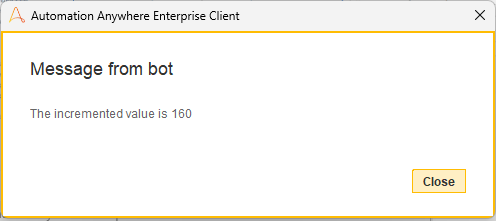 Automation Anywhere Enterprise Client
Message from bot
The incremented value is 160
Close